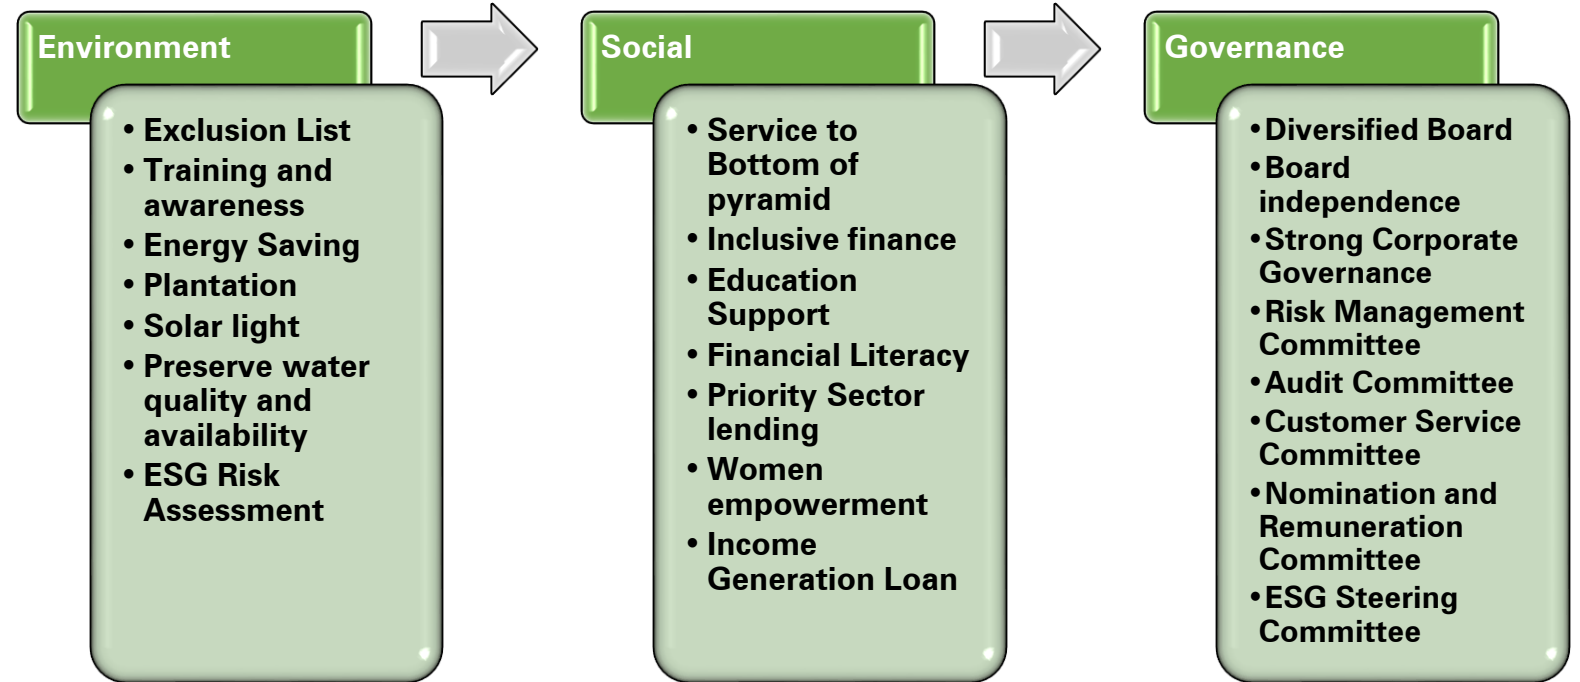 Environment
• Exclusion List
• Training and
awareness
• Energy Saving
• Plantation
• Solar light
• Preserve water
quality and
availability
• ESG Risk
Assessment
Social
• Service to
Bottom of
pyramid
• Inclusive finance
• Education
Support
• Financial Literacy
• Priority Sector
lending
• Women
empowerment
• Income
Generation Loan
Governance
•Diversified Board
•Board
independence
•Strong Corporate
Governance
•Risk Management
Committee
•Audit Committee
•Customer Service
Committee
•Nomination and
Remuneration
Committee
•ESG Steering
Committee